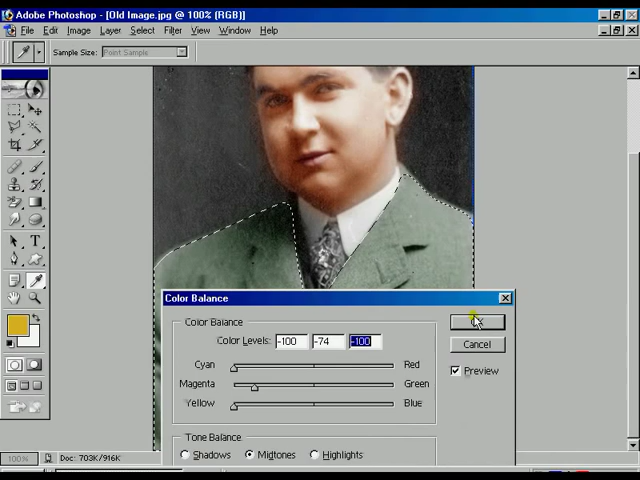 Adobe Photoshop - [Old Image.jpg @ 100% (RGB)]
File Edit Image Layer Select Filter View Window Help
Sample Size: Point Sample
Color Balance
Color Balance
Color Levels: -100 -74 -100
Cyan Red
Magenta Green
Yellow Blue
Cancel
Preview
Tone Balance
Shadows Midtones Highlights
100% Doc: 703K/916K